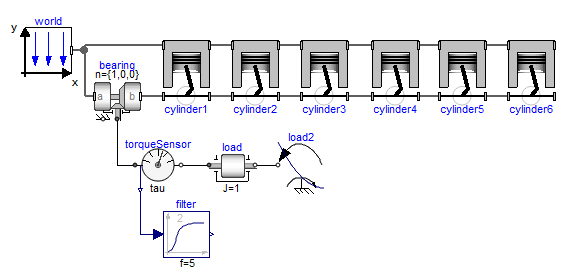 world
y
x
bearing
n={1,0,0}
a
b
cylinder1
cylinder2
cylinder3
cylinder4
cylinder5
cylinder6
torqueSensor
tau
load
J=1
load2
filter
2
f=5